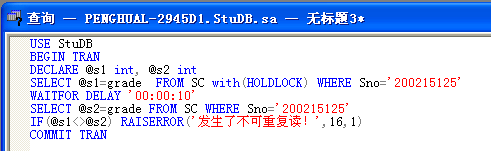 查询 — PENGHUAL-2945D1.StuDB.sa — 无标题3*
USE StuDB
BEGIN TRAN
DECLARE @s1 int, @s2 int
SELECT @s1=grade  FROM SC with(HOLDLOCK) WHERE Sno='200215125'
WAITFOR DELAY '00:00:10'
SELECT @s2=grade FROM SC WHERE Sno='200215125'
IF(@s1<>@s2) RAISERROR('发生了不可重复读！',16,1)
COMMIT TRAN